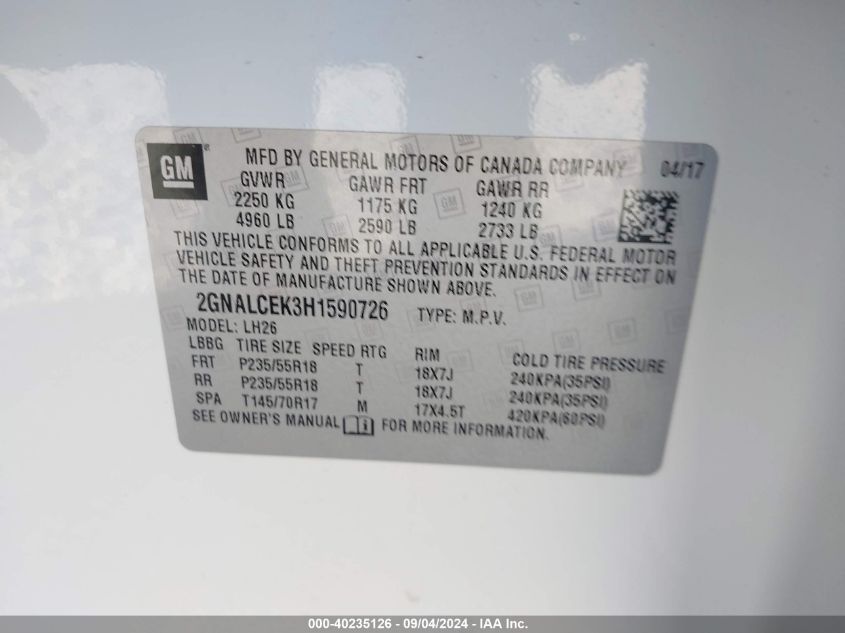 GM ® MFD BY GENERAL MOTORS OF CANADA COMPANY 04/17
GVWR GAWR FRT GAWR RR
2250 KG 1175 KG 1240 KG
4960 LB 2590 LB 2733 LB
THIS VEHICLE CONFORMS TO ALL APPLICABLE U.S. FEDERAL MOTOR
VEHICLE SAFETY AND THEFT PREVENTION STANDARDS IN EFFECT ON
THE DATE OF MANUFACTURE SHOWN ABOVE.
2GNALCEK3H1590726 TYPE: M.P.V.
MODEL: LH26
LBBG TIRE SIZE SPEED RTG RIM COLD TIRE PRESSURE
FRT P235/55R18 T 18X7J 240KPA(35PSI)
RR P235/55R18 T 18X7J 240KPA(35PSI)
SPA T145/70R17 M 17X4.5T 420KPA(60PSI)
SEE OWNER'S MANUAL FOR MORE INFORMATION.
000-40235126 - 09/04/2024 - IAA Inc.